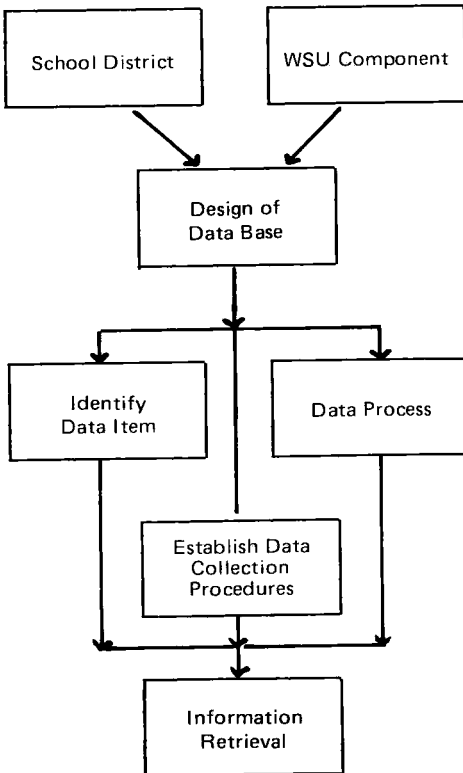 School District
WSU Component
Design of
Data Base
Identify
Data Item
Data Process
Establish Data
Collection
Procedures
Information
Retrieval